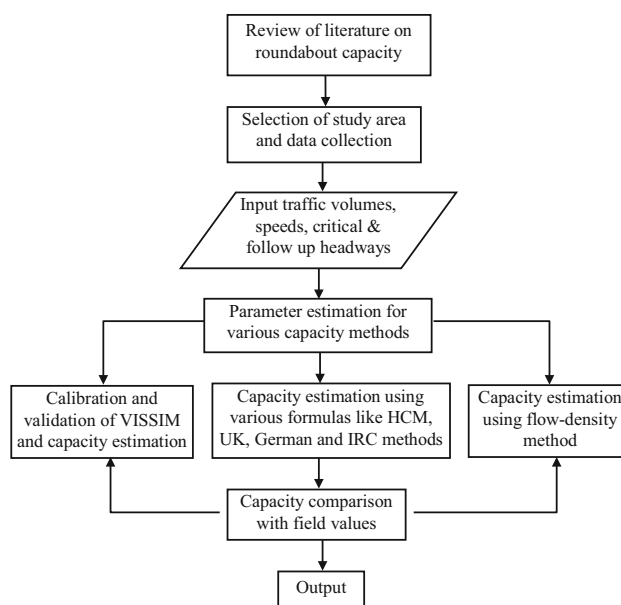 Review of literature on
roundabout capacity
Selection of study area
and data collection
Input traffic volumes,
speeds, critical &
follow up headways
Parameter estimation for
various capacity methods
Calibration and
validation of VISSIM
and capacity estimation
Capacity estimation using
various formulas like HCM,
UK, German and IRC methods
Capacity estimation
using flow-density
method
Capacity comparison
with field values
Output